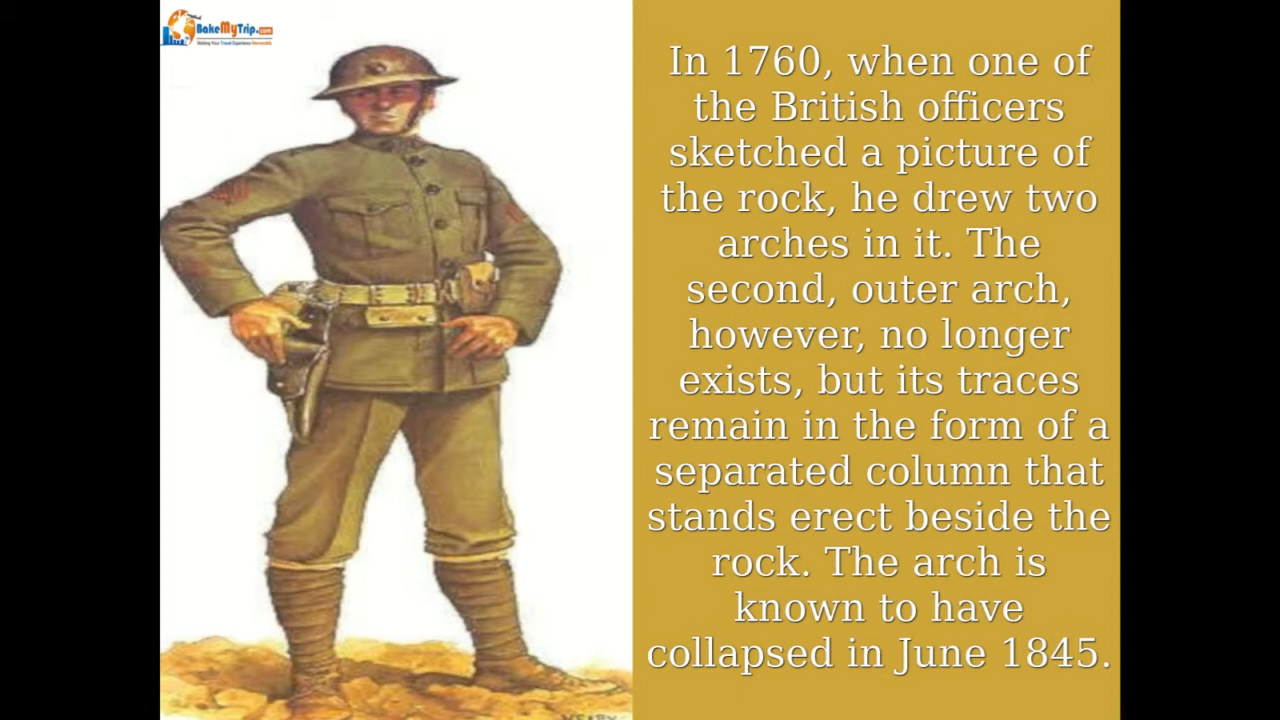 BakeMyTrip.com
In 1760, when one of
the British officers
sketched a picture of
the rock, he drew two
arches in it. The
second, outer arch,
however, no longer
exists, but its traces
remain in the form of a
separated column that
stands erect beside the
rock. The arch is
known to have
collapsed in June 1845.